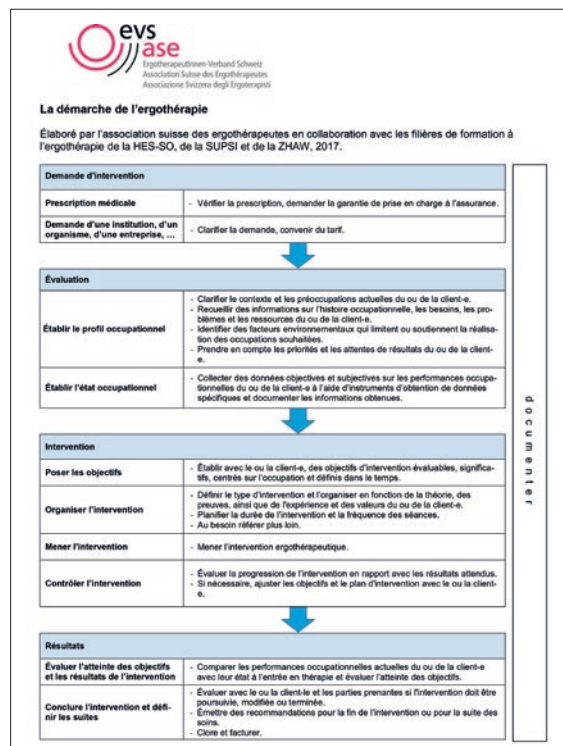 evs
ase
ErgotherapeutInnen-Verband Schweiz
Association Suisse des Ergothérapeutes
Associazione Svizzera degli Ergoterapisti
La démarche de l'ergothérapie
Élaboré par l'association suisse des ergothérapeutes en collaboration avec les filières de formation à
l'ergothérapie de la HES-SO, de la SUPSI et de la ZHAW, 2017.
Demande d'intervention
Prescription médicale
- Vérifier la prescription, demander la garantie de prise en charge à l'assurance.
Demande d'une institution, d'un
organisme, d'une entreprise, ...
- Clarifier la demande, convenir du tarif.
Évaluation
Établir le profil occupationnel
- Clarifier le contexte et les préoccupations actuelles du ou de la client-e.
- Recueillir des informations sur l'histoire occupationnelle, les besoins, les pro-
blèmes et les ressources du ou de la client-e.
- Identifier des facteurs environnementaux qui limitent ou soutiennent la réalisa-
tion des occupations souhaitées.
- Prendre en compte les priorités et les attentes de résultats du ou de la client-
e.
Établir l'état occupationnel
- Collecter des données objectives et subjectives sur les performances occupa-
tionnelles du ou de la client-e à l'aide d'instruments d'obtention de données
spécifiques et documenter les informations obtenues.
Intervention
Poser les objectifs
- Établir avec le ou la client-e, des objectifs d'intervention évaluables, significa-
tifs, centrés sur l'occupation et définis dans le temps.
Organiser l'intervention
- Définir le type d'intervention et l'organiser en fonction de la théorie, des
preuves, ainsi que de l'expérience et des valeurs du ou de la client-e.
- Planifier la durée de l'intervention et la fréquence des séances.
- Au besoin référer plus loin.
Mener l'intervention
- Mener l'intervention ergothérapeutique.
Contrôler l'intervention
- Évaluer la progression de l'intervention en rapport avec les résultats attendus.
- Si nécessaire, ajuster les objectifs et le plan d'intervention avec le ou la client-
e.
Résultats
Évaluer l'atteinte des objectifs
et les résultats de l'intervention
- Comparer les performances occupationnelles actuelles du ou de la client-e
avec leur état à l'entrée en thérapie et évaluer l'atteinte des objectifs.
Conclure l'intervention et défi-
nir les suites
- Évaluer avec le ou la client-le et les parties prenantes si l'intervention doit être
poursuivie, modifiée ou terminée.
- Émettre des recommandations pour la fin de l'intervention ou pour la suite des
soins.
- Clore et facturer.
documenter